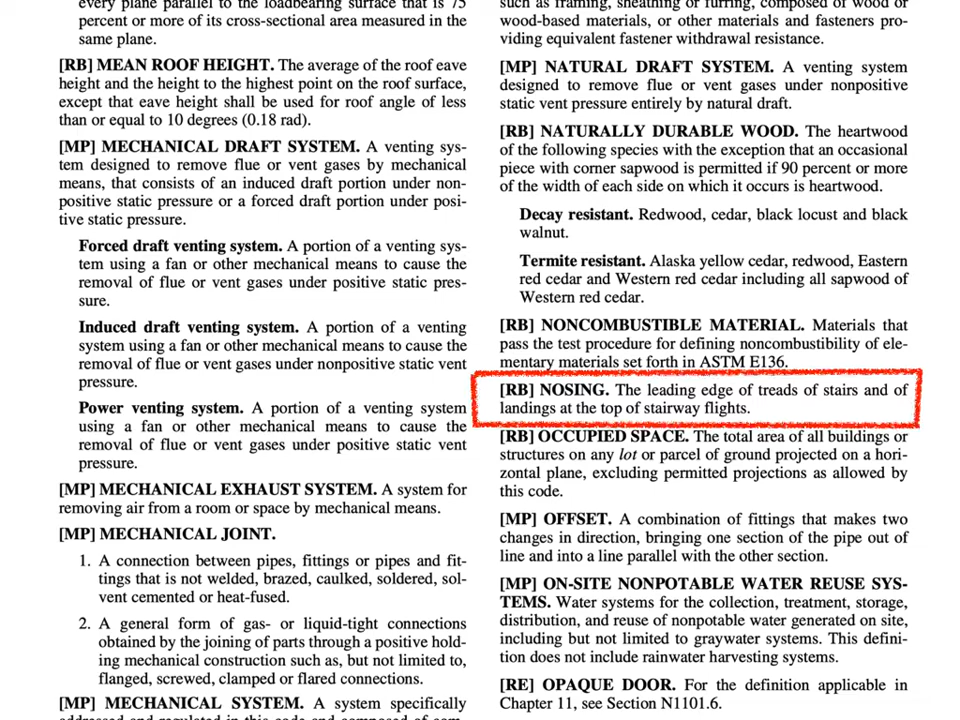 every plane parallel to the loadbearing surface that is 75
percent or more of its cross-sectional area measured in the
same plane.
[RB] MEAN ROOF HEIGHT. The average of the roof eave
height and the height to the highest point on the roof surface,
except that eave height shall be used for roof angle of less
than or equal to 10 degrees (0.18 rad).
[MP] MECHANICAL DRAFT SYSTEM. A venting sys-
tem designed to remove flue or vent gases by mechanical
means, that consists of an induced draft portion under non-
positive static pressure or a forced draft portion under posi-
tive static pressure.
Forced draft venting system. A portion of a venting sys-
tem using a fan or other mechanical means to cause the
removal of flue or vent gases under positive static pres-
sure.
Induced draft venting system. A portion of a venting
system using a fan or other mechanical means to cause the
removal of flue or vent gases under nonpositive static vent
pressure.
Power venting system. A portion of a venting system
using a fan or other mechanical means to cause the
removal of flue or vent gases under positive static vent
pressure.
[MP] MECHANICAL EXHAUST SYSTEM. A system for
removing air from a room or space by mechanical means.
[MP] MECHANICAL JOINT.
1. A connection between pipes, fittings or pipes and fit-
tings that is not welded, brazed, caulked, soldered, sol-
vent cemented or heat-fused.
2. A general form of gas- or liquid-tight connections
obtained by the joining of parts through a positive hold-
ing mechanical construction such as, but not limited to,
flanged, screwed, clamped or flared connections.
[MP] MECHANICAL SYSTEM. A system specifically
addressed and regulated in this code and composed of com-
such as framing, sheathing or furring, composed of wood or
wood-based materials, or other materials and fasteners pro-
viding equivalent fastener withdrawal resistance.
[MP] NATURAL DRAFT SYSTEM. A venting system
designed to remove flue or vent gases under nonpositive
static vent pressure entirely by natural draft.
[RB] NATURALLY DURABLE WOOD. The heartwood
of the following species with the exception that an occasional
piece with corner sapwood is permitted if 90 percent or more
of the width of each side on which it occurs is heartwood.
Decay resistant. Redwood, cedar, black locust and black
walnut.
Termite resistant. Alaska yellow cedar, redwood, Eastern
red cedar and Western red cedar including all sapwood of
Western red cedar.
[RB] NONCOMBUSTIBLE MATERIAL. Materials that
pass the test procedure for defining noncombustibility of ele-
mentary materials set forth in ASTM E136.
[RB] NOSING. The leading edge of treads of stairs and of
landings at the top of stairway flights.
[RB] OCCUPIED SPACE. The total area of all buildings or
structures on any lot or parcel of ground projected on a hori-
zontal plane, excluding permitted projections as allowed by
this code.
[MP] OFFSET. A combination of fittings that makes two
changes in direction, bringing one section of the pipe out of
line and into a line parallel with the other section.
[MP] ON-SITE NONPOTABLE WATER REUSE SYS-
TEMS. Water systems for the collection, treatment, storage,
distribution, and reuse of nonpotable water generated on site,
including but not limited to graywater systems. This defini-
tion does not include rainwater harvesting systems.
[RE] OPAQUE DOOR. For the definition applicable in
Chapter 11, see Section N1101.6.